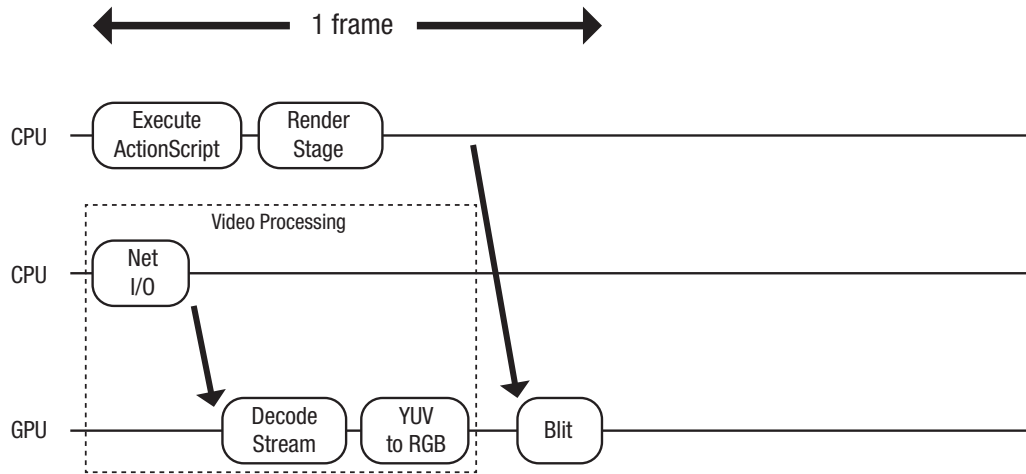 1 frame
CPU
Execute
ActionScript
Render
Stage
Video Processing
CPU
Net
I/O
GPU
Decode
Stream
YUV
to RGB
Blit